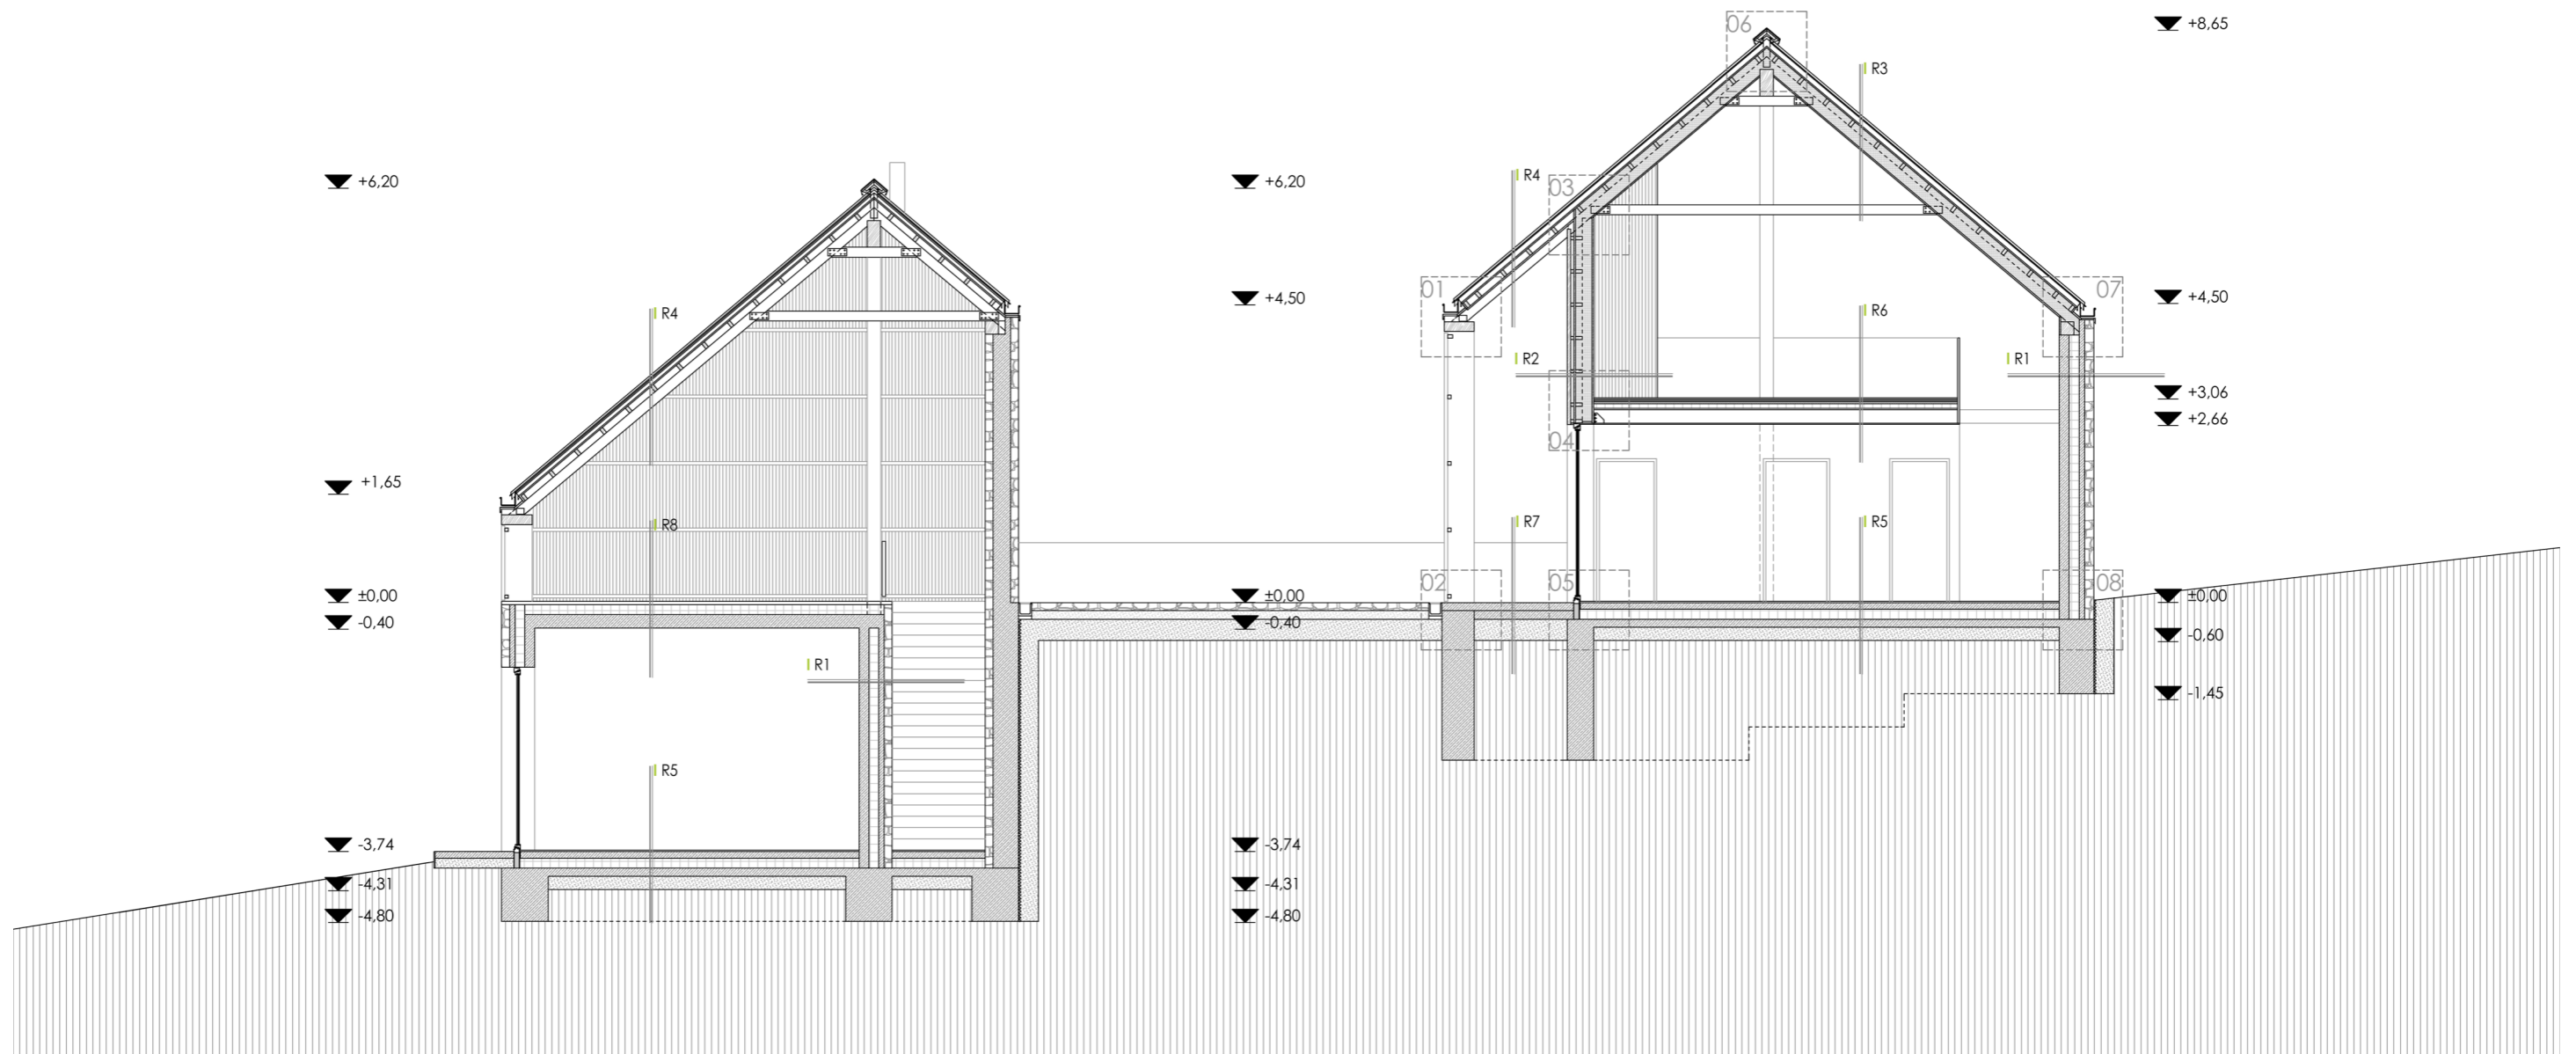 06
+8,65
R3
+6,20
+6,20
R4
03
R4
+4,50
01
R6
07
+4,50
R2
R1
+3,06
+2,66
04
+1,65
R8
R7
R5
±0,00
-0,40
±0,00
-0,40
02
05
08
±0,00
-0,60
R1
-1,45
R5
-3,74
-4,31
-4,80
-3,74
-4,31
-4,80